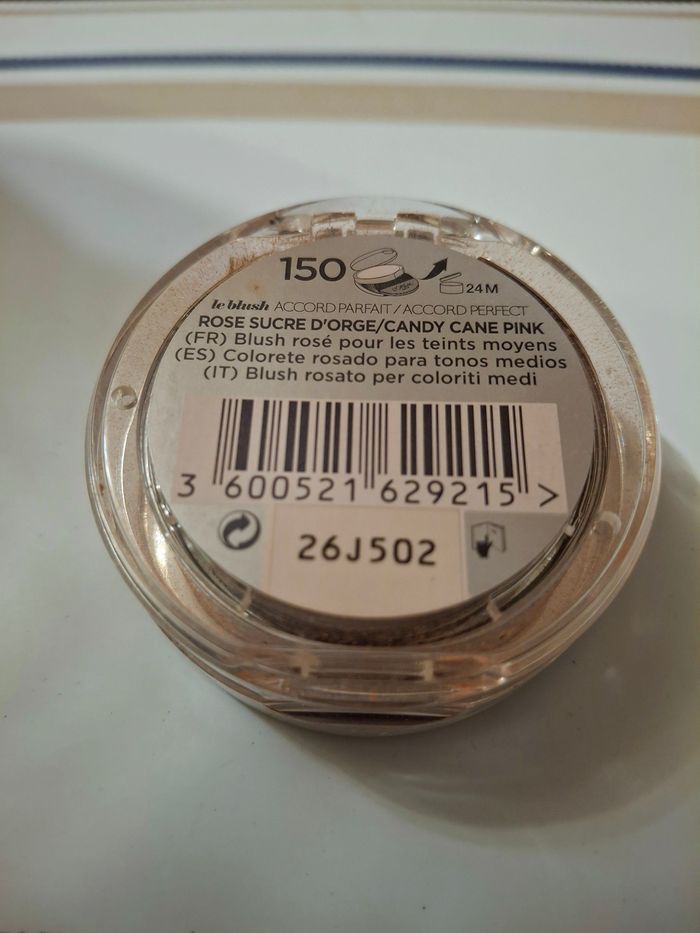 150
24M
le blush ACCORD PARFAIT / ACCORD PERFECT
ROSE SUCRE D'ORGE/CANDY CANE PINK
(FR) Blush rosé pour les teints moyens
(ES) Colorete rosado para tonos medios
(IT) Blush rosato per coloriti medi
3 600521 629215 >
26J502